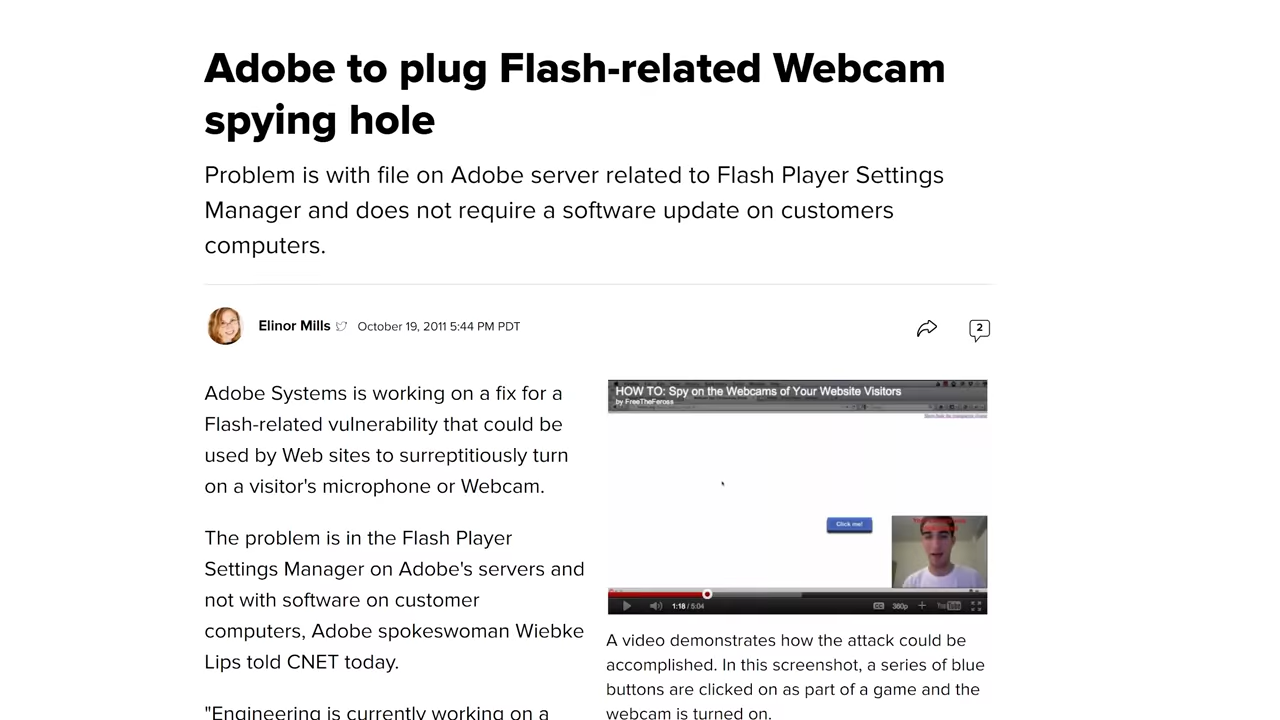 Adobe to plug Flash-related Webcam
spying hole
Problem is with file on Adobe server related to Flash Player Settings
Manager and does not require a software update on customers
computers.
Elinor Mills October 19, 2011 5:44 PM PDT
2
Adobe Systems is working on a fix for a
Flash-related vulnerability that could be
used by Web sites to surreptitiously turn
on a visitor's microphone or Webcam.
The problem is in the Flash Player
Settings Manager on Adobe's servers and
not with software on customer
computers, Adobe spokeswoman Wiebke
Lips told CNET today.
"Engineering is currently working on a
HOW TO: Spy on the Webcams of Your Website Visitors
by FreeTheFeross
Click me!
1:18 / 5:04
CC 360p YouTube
A video demonstrates how the attack could be
accomplished. In this screenshot, a series of blue
buttons are clicked on as part of a game and the
webcam is turned on.